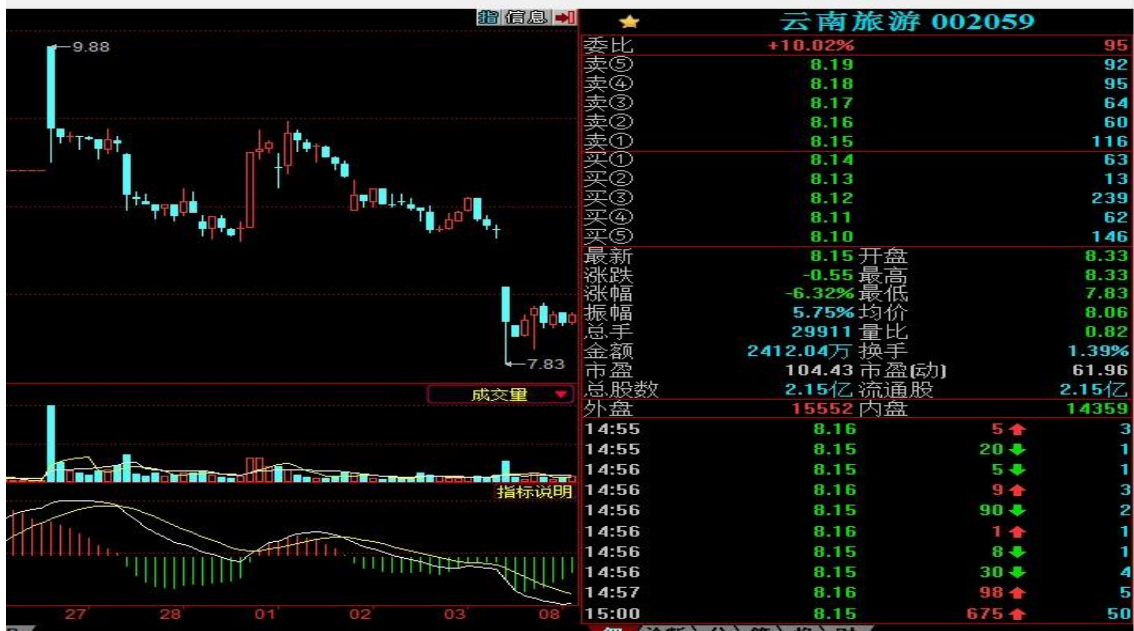 指 信息
云南旅游 002059
9.88
7.83
成交量
指标说明
27 28 01 02 03 08
委比 +10.02% 95
卖⑤ 8.19 92
卖④ 8.18 95
卖③ 8.17 64
卖② 8.16 60
卖① 8.15 116
买① 8.14 63
买② 8.13 13
买③ 8.12 239
买④ 8.11 62
买⑤ 8.10 146
最新 8.15 开盘 8.33
涨跌 -0.55 最高 8.33
涨幅 -6.32% 最低 7.83
振幅 5.75% 均价 8.06
总手 29911 量比 0.82
金额 2412.04万 换手 1.39%
市盈 104.43 市盈(动) 61.96
总股数 2.15亿 流通股 2.15亿
外盘 15552 内盘 14359
14:55 8.16 5 3
14:55 8.15 20 1
14:56 8.15 5 1
14:56 8.16 9 3
14:56 8.15 90 2
14:56 8.16 1 1
14:56 8.15 8 1
14:56 8.15 30 4
14:57 8.16 98 5
15:00 8.15 675 50